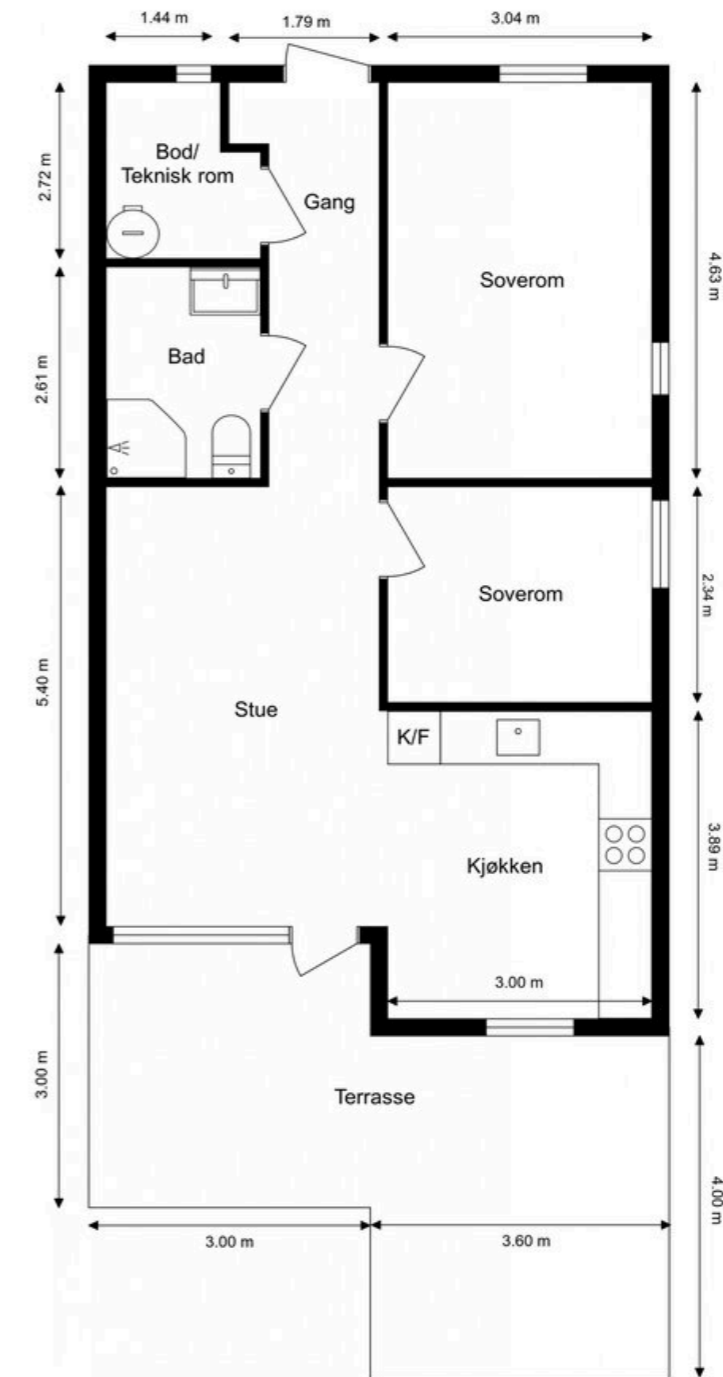 1.44 m
1.79 m
3.04 m
2.72 m
Bod/
Teknisk rom
Gang
Soverom
4.63 m
2.61 m
Bad
5.40 m
Soverom
2.34 m
Stue
K/F
Kjøkken
3.89 m
3.00 m
3.00 m
Terrasse
4.00 m
3.00 m
3.60 m